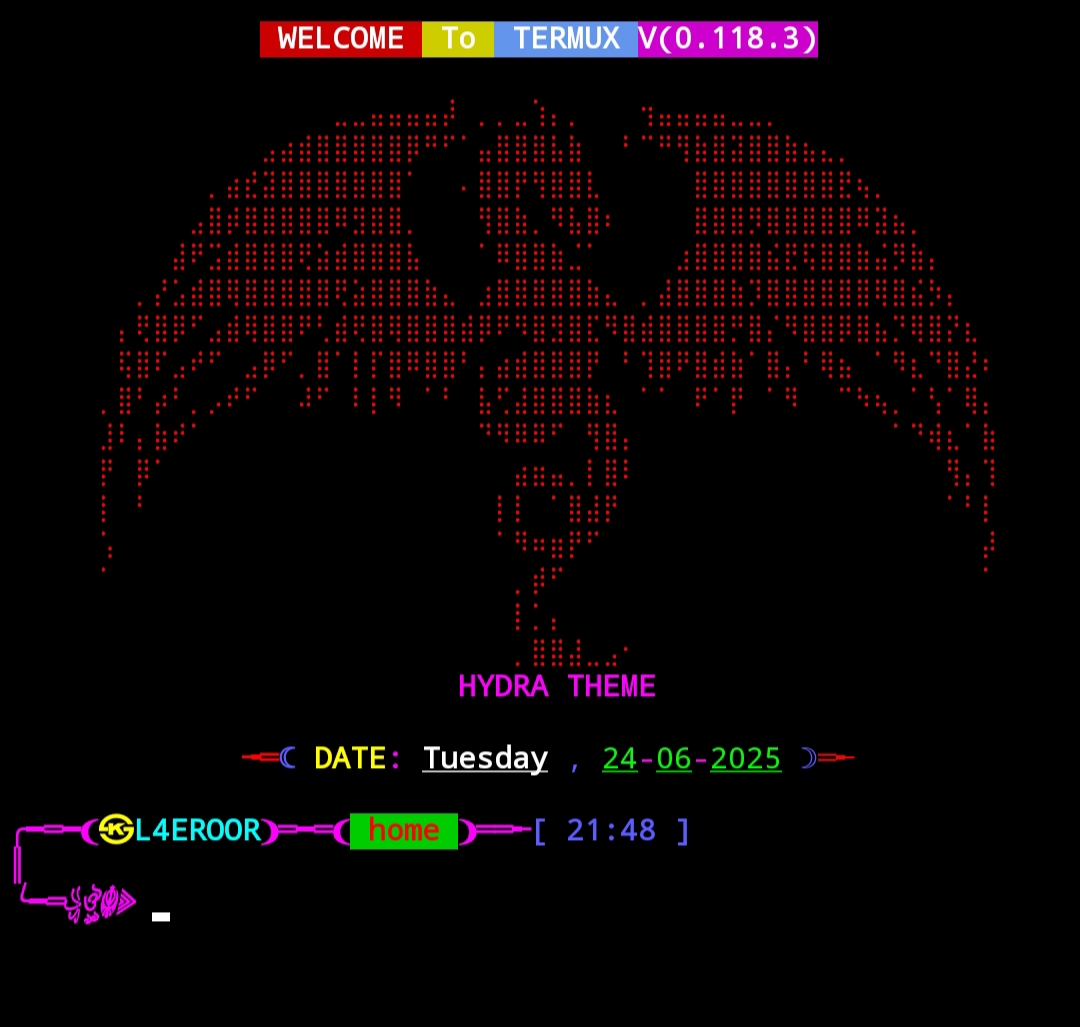 WELCOME To TERMUX V(0.118.3)
HYDRA THEME
DATE: Tuesday , 24-06-2025
L4EROOR home [ 21:48 ]